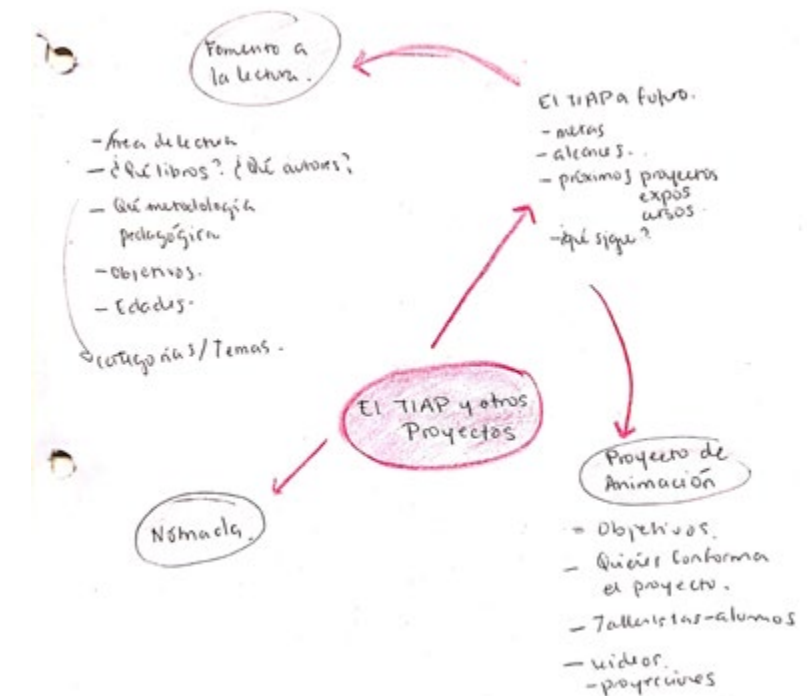 Fomento a
la lectura.
- Área de lectura
- ¿Qué libros? ¿Qué autores?
- Qué metodología
pedagógica
- Objetivos.
- Edades.
categorías/Temas.
El TIAP a futuro.
- metas
- alcances.
- próximos proyectos
expos
cursos.
- ¿qué sigue?
El TIAP y otros
Proyectos
Nómada.
Proyecto de
Animación
- Objetivos.
- Quienes Conforma
el proyecto.
- Talleristas-alumnos
- videos.
- proyecciones